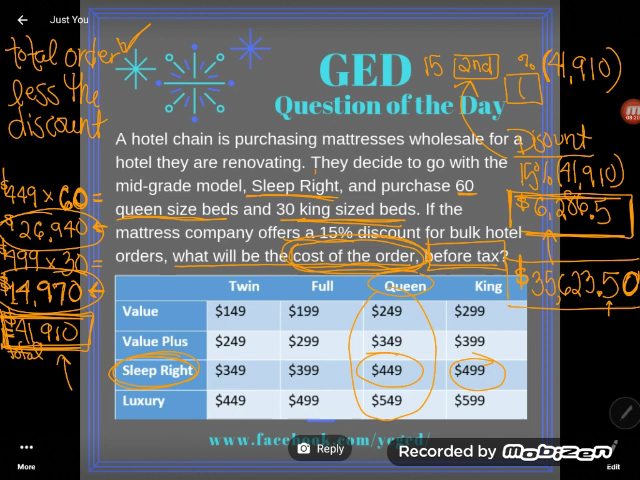 Just You
total order
less the
discount
GED
Question of the Day
15 2nd % (41,910)
(
A hotel chain is purchasing mattresses wholesale for a
hotel they are renovating. They decide to go with the
mid-grade model, Sleep Right, and purchase 60
queen size beds and 30 king sized beds. If the
mattress company offers a 15% discount for bulk hotel
orders, what will be the cost of the order, before tax?
Discount
15% (41,910)
$6,286.5
$35,623.50
$449 x 60 =
$26,940
$499 x 30 =
$14,970
$41,910
total
Twin Full Queen King
Value $149 $199 $249 $299
Value Plus $249 $299 $349 $399
Sleep Right $349 $399 $449 $499
Luxury $449 $499 $549 $599
www.facebook.com/ycged/
More
Reply
Recorded by mobizen
Edit